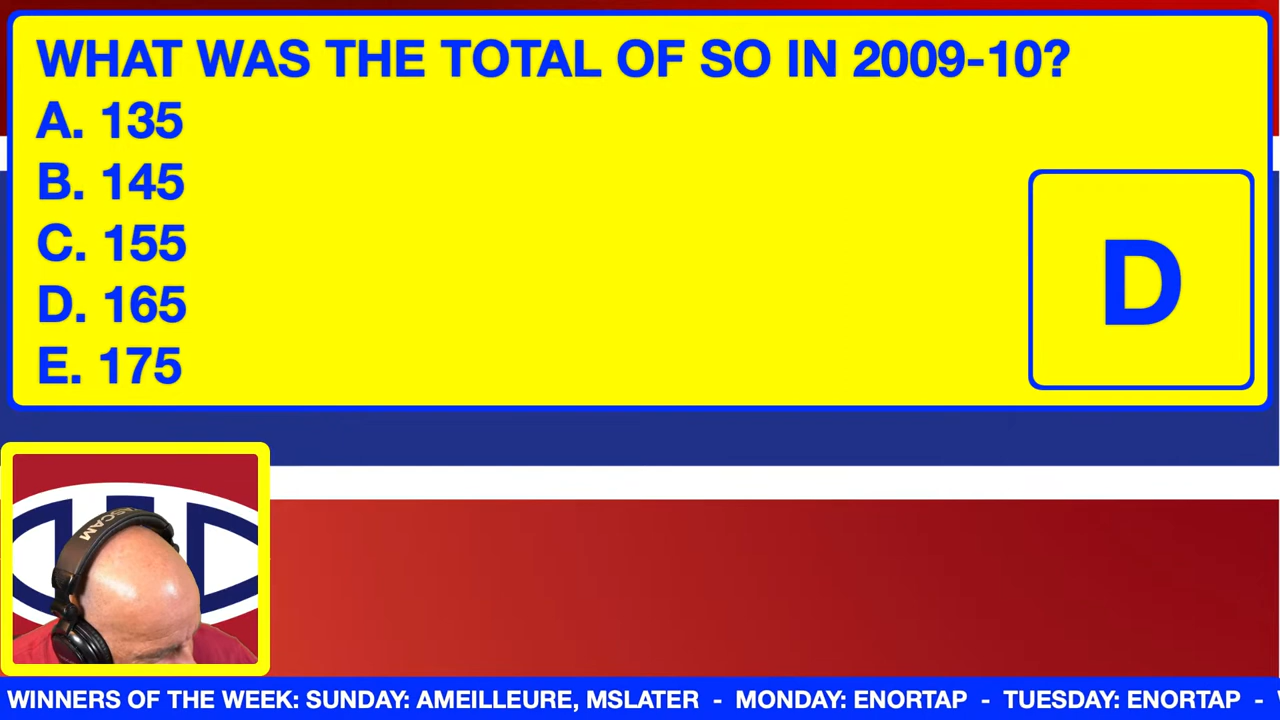 WHAT WAS THE TOTAL OF SO IN 2009-10?
A. 135
B. 145
C. 155
D. 165
E. 175
D
WINNERS OF THE WEEK: SUNDAY: AMEILLEURE, MSLATER - MONDAY: ENORTAP - TUESDAY: ENORTAP -